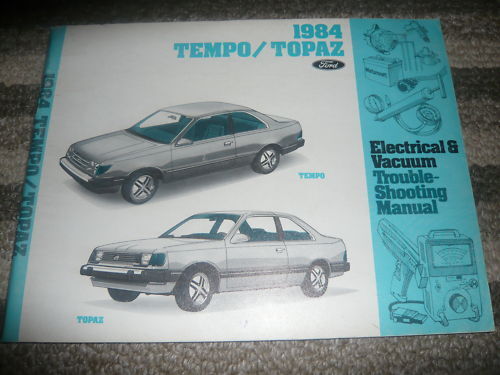 1984
TEMPO/TOPAZ
Ford
TEMPO
TOPAZ
Electrical &
Vacuum
Trouble-
Shooting
Manual
1984 TEMPO/TOPAZ